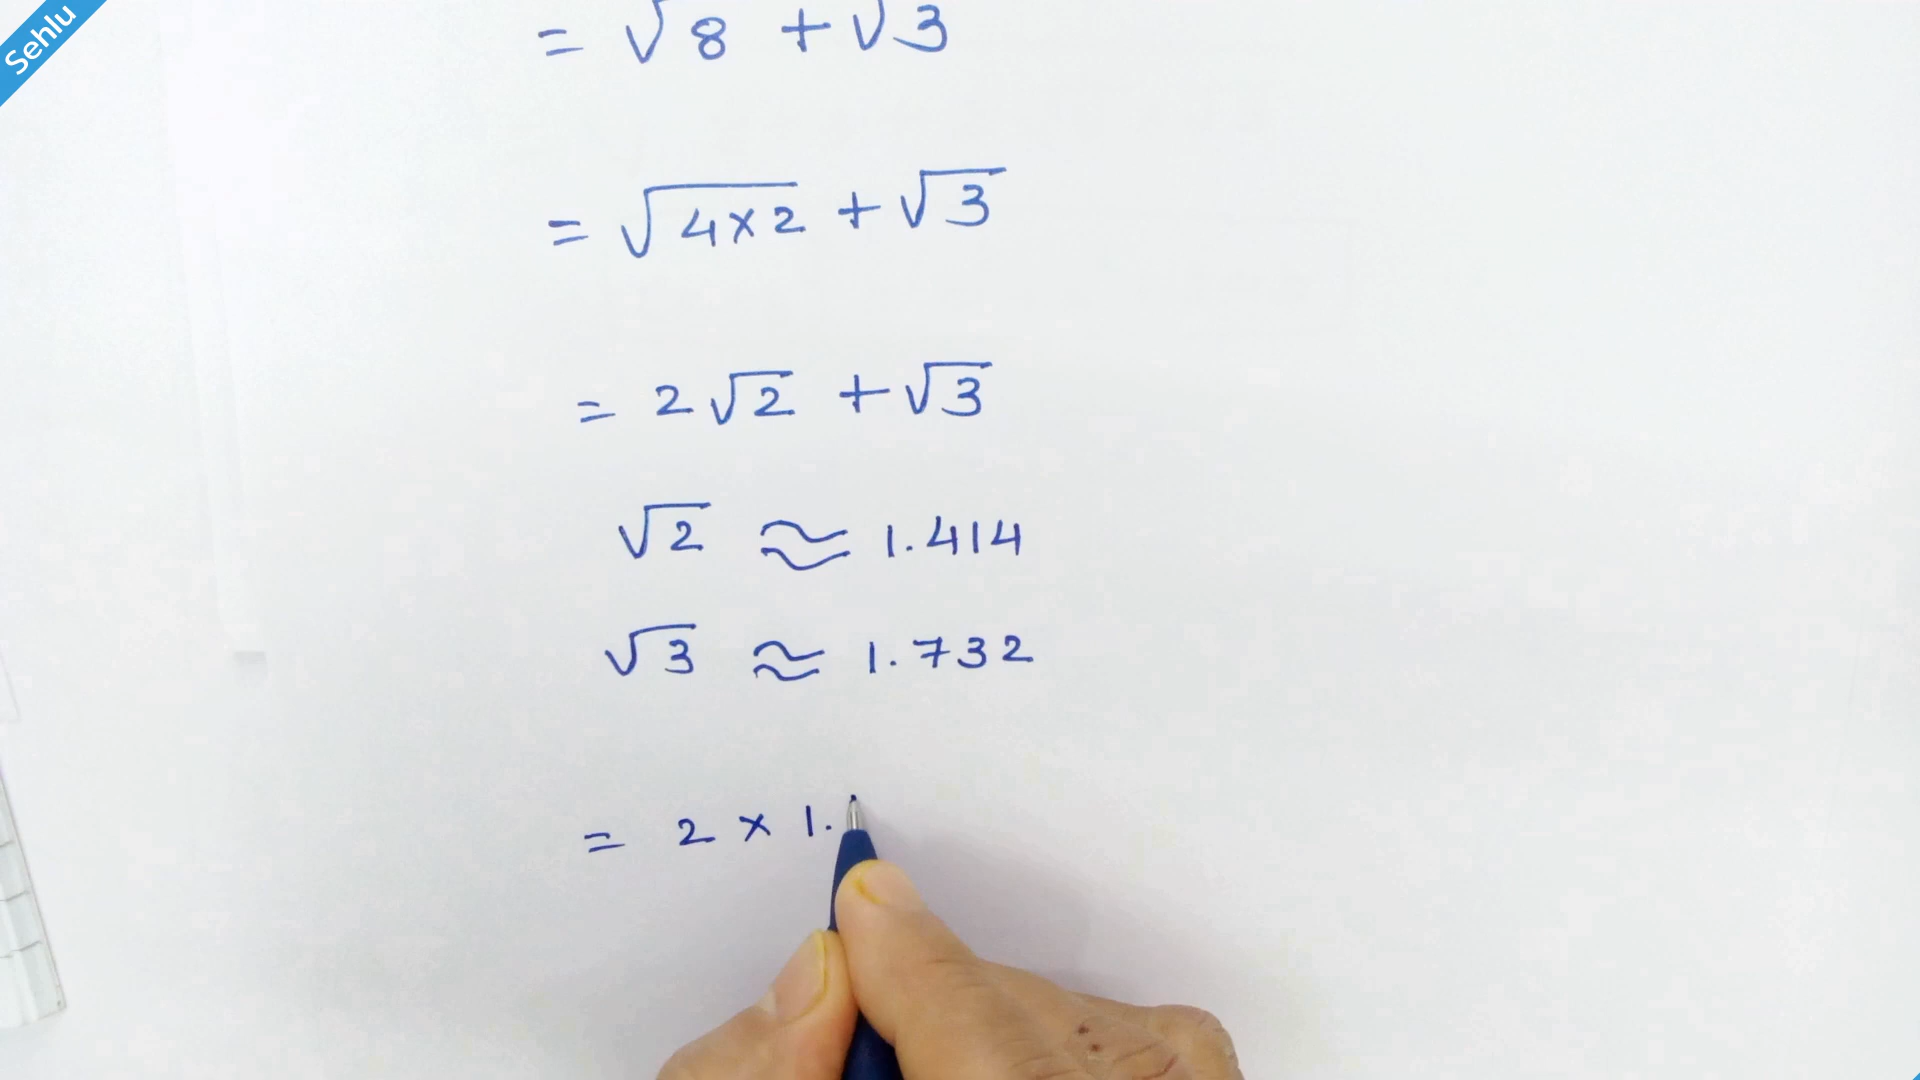 Sehlu
= √8 + √3
= √4×2 + √3
= 2√2 + √3
√2 ≈ 1.414
√3 ≈ 1.732
= 2 × 1.